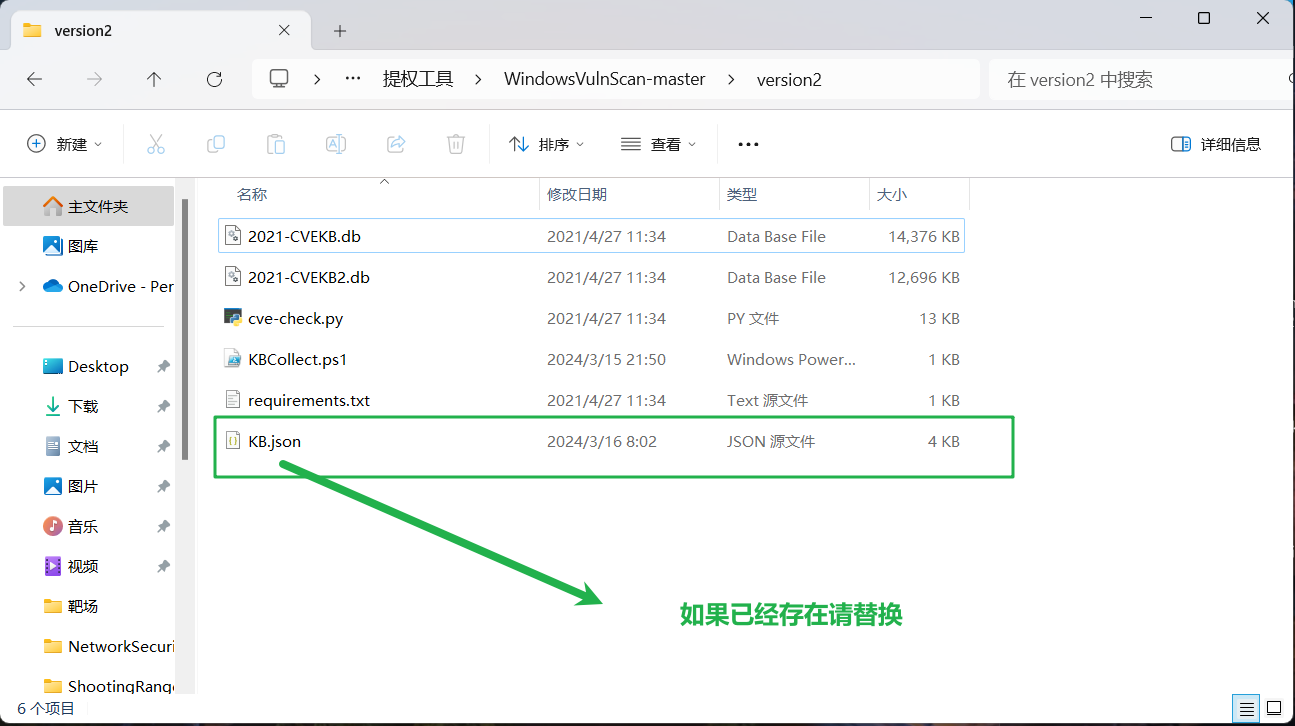 version2
提权工具 WindowsVulnScan-master version2
在 version2 中搜索
新建 排序 查看 详细信息
主文件夹
图库
OneDrive - Per
Desktop
下载
文档
图片
音乐
视频
靶场
NetworkSecuri
ShootingRange
名称 修改日期 类型 大小
2021-CVEKB.db 2021/4/27 11:34 Data Base File 14,376 KB
2021-CVEKB2.db 2021/4/27 11:34 Data Base File 12,696 KB
cve-check.py 2021/4/27 11:34 PY 文件 13 KB
KBCollect.ps1 2024/3/15 21:50 Windows Power... 1 KB
requirements.txt 2021/4/27 11:34 Text 源文件 1 KB
KB.json 2024/3/16 8:02 JSON 源文件 4 KB
如果已经存在请替换
6 个项目